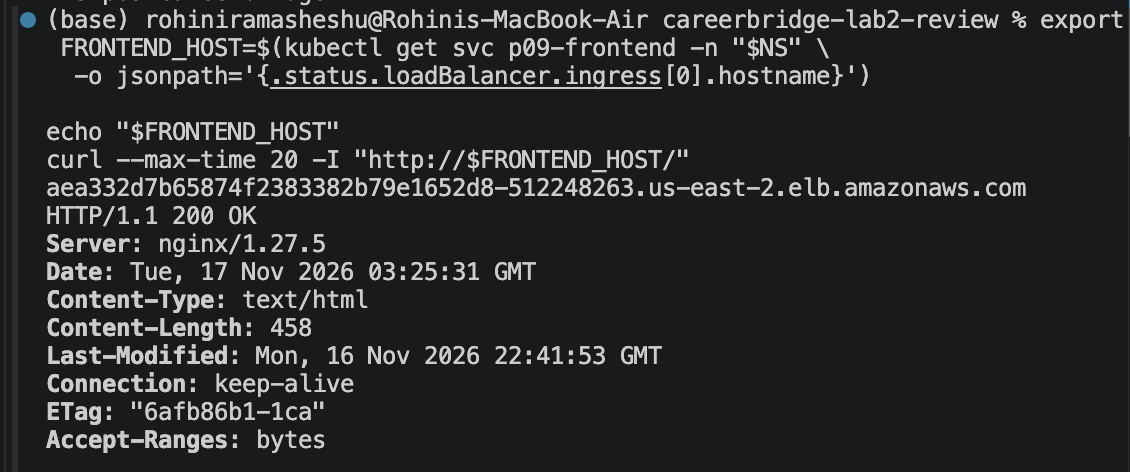 (base) rohiniramasheshu@Rohinis-MacBook-Air careerbridge-lab2-review % export
FRONTEND_HOST=$(kubectl get svc p09-frontend -n "$NS" \
-o jsonpath='{.status.loadBalancer.ingress[0].hostname}')
echo "$FRONTEND_HOST"
curl --max-time 20 -I "http://$FRONTEND_HOST/"
aea332d7b65874f2383382b79e1652d8-512248263.us-east-2.elb.amazonaws.com
HTTP/1.1 200 OK
Server: nginx/1.27.5
Date: Tue, 17 Nov 2026 03:25:31 GMT
Content-Type: text/html
Content-Length: 458
Last-Modified: Mon, 16 Nov 2026 22:41:53 GMT
Connection: keep-alive
ETag: "6afb86b1-1ca"
Accept-Ranges: bytes